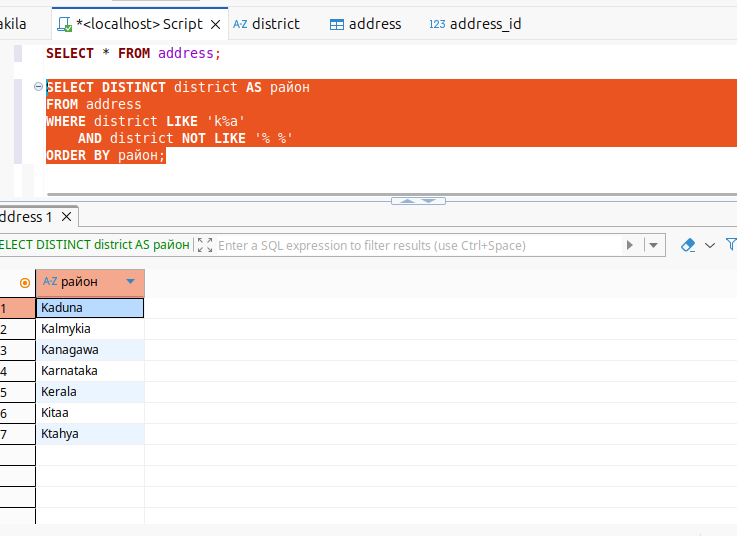 akila *<localhost> Script A-Z district address 123 address_id
SELECT * FROM address;
SELECT DISTINCT district AS район
FROM address
WHERE district LIKE 'k%a'
AND district NOT LIKE '% %'
ORDER BY район;
ddress 1
ELECT DISTINCT district AS район Enter a SQL expression to filter results (use Ctrl+Space)
A-Z район
1 Kaduna
2 Kalmykia
3 Kanagawa
4 Karnataka
5 Kerala
6 Kitaa
7 Ktahya